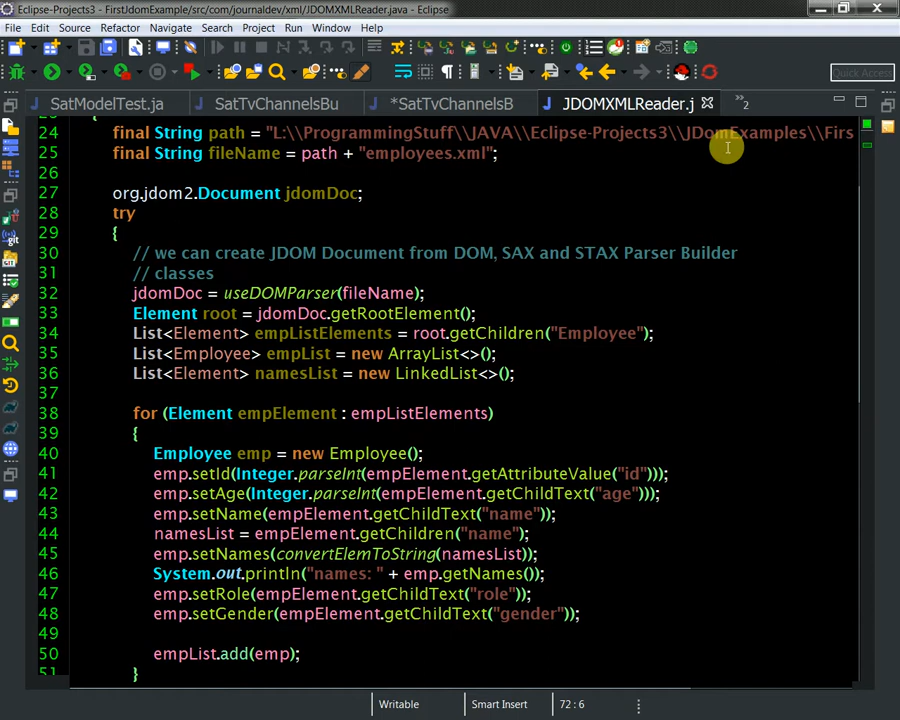 Eclipse-Projects3 - FirstJdomExample/src/com/journaldev/xml/JDOMXMLReader.java - Eclipse
File Edit Source Refactor Navigate Search Project Run Window Help
Quick Access
SatModelTest.ja SatTvChannelsBu *SatTvChannelsB JDOMXMLReader.j »2
24 final String path = "L:\\ProgrammingStuff\\JAVA\\Eclipse-Projects3\\JDomExamples\\Firs
25 final String fileName = path + "employees.xml";
26
27 org.jdom2.Document jdomDoc;
28 try
29 {
30 // we can create JDOM Document from DOM, SAX and STAX Parser Builder
31 // classes
32 jdomDoc = useDOMParser(fileName);
33 Element root = jdomDoc.getRootElement();
34 List<Element> empListElements = root.getChildren("Employee");
35 List<Employee> empList = new ArrayList<>();
36 List<Element> namesList = new LinkedList<>();
37
38 for (Element empElement : empListElements)
39 {
40 Employee emp = new Employee();
41 emp.setId(Integer.parseInt(empElement.getAttributeValue("id")));
42 emp.setAge(Integer.parseInt(empElement.getChildText("age")));
43 emp.setName(empElement.getChildText("name"));
44 namesList = empElement.getChildren("name");
45 emp.setNames(convertElemToString(namesList));
46 System.out.println("names: " + emp.getNames());
47 emp.setRole(empElement.getChildText("role"));
48 emp.setGender(empElement.getChildText("gender"));
49
50 empList.add(emp);
51 }
Writable Smart Insert 72 : 6